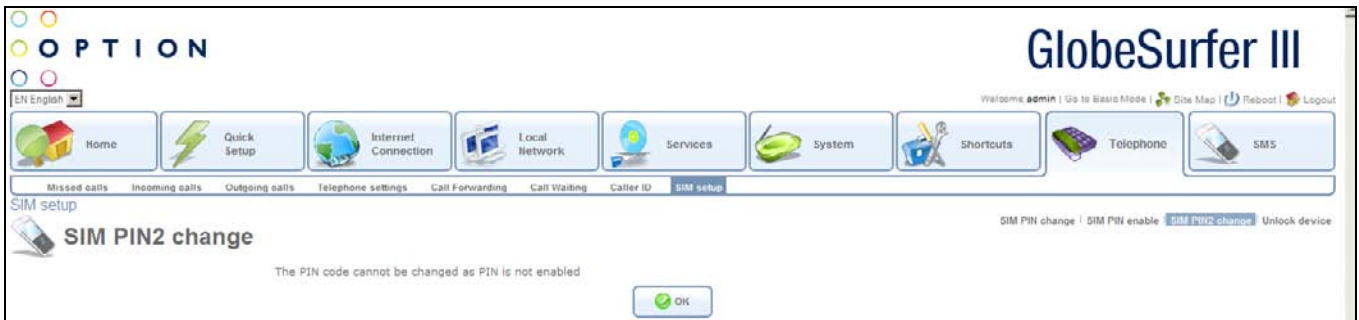 OPTION
GlobeSurfer III
EN English
Welcome admin | Go to Basis Mode | Site Map | Reboot | Logout
Home
Quick Setup
Internet Connection
Local Network
Services
System
Shortcuts
Telephone
SMS
Missed calls Incoming calls Outgoing calls Telephone settings Call Forwarding Call Waiting Caller ID SIM setup
SIM setup
SIM PIN change | SIM PIN enable | SIM PIN2 change | Unlock device
SIM PIN2 change
The PIN code cannot be changed as PIN is not enabled
OK